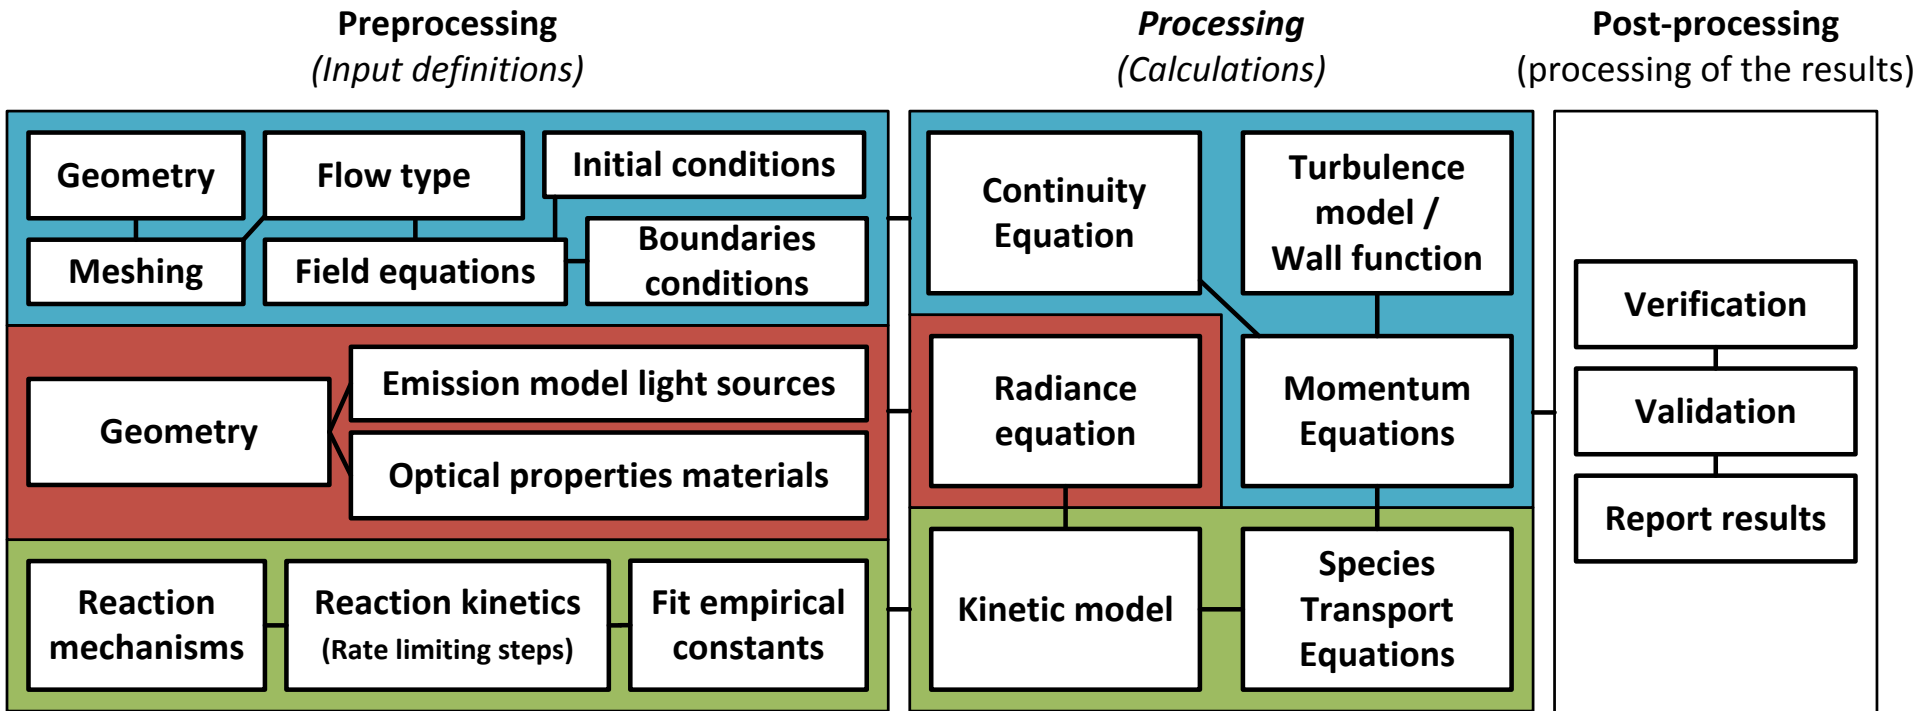 Preprocessing
(Input definitions)
Processing
(Calculations)
Post-processing
(processing of the results)
Geometry
Flow type
Initial conditions
Meshing
Field equations
Boundaries
conditions
Geometry
Emission model light sources
Optical properties materials
Reaction
mechanisms
Reaction kinetics
(Rate limiting steps)
Fit empirical
constants
Continuity
Equation
Turbulence
model /
Wall function
Radiance
equation
Momentum
Equations
Kinetic model
Species
Transport
Equations
Verification
Validation
Report results